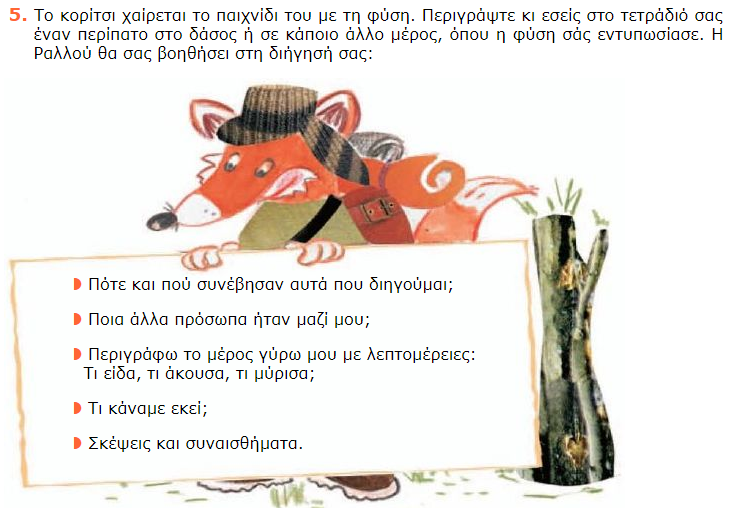 5. Το κορίτσι χαίρεται το παιχνίδι του με τη φύση. Περιγράψτε κι εσείς στο τετράδιό σας
έναν περίπατο στο δάσος ή σε κάποιο άλλο μέρος, όπου η φύση σάς εντυπωσίασε. Η
Ραλλού θα σας βοηθήσει στη διήγησή σας:
Πότε και πού συνέβησαν αυτά που διηγούμαι;
Ποια άλλα πρόσωπα ήταν μαζί μου;
Περιγράφω το μέρος γύρω μου με λεπτομέρειες:
Τι είδα, τι άκουσα, τι μύρισα;
Τι κάναμε εκεί;
Σκέψεις και συναισθήματα.